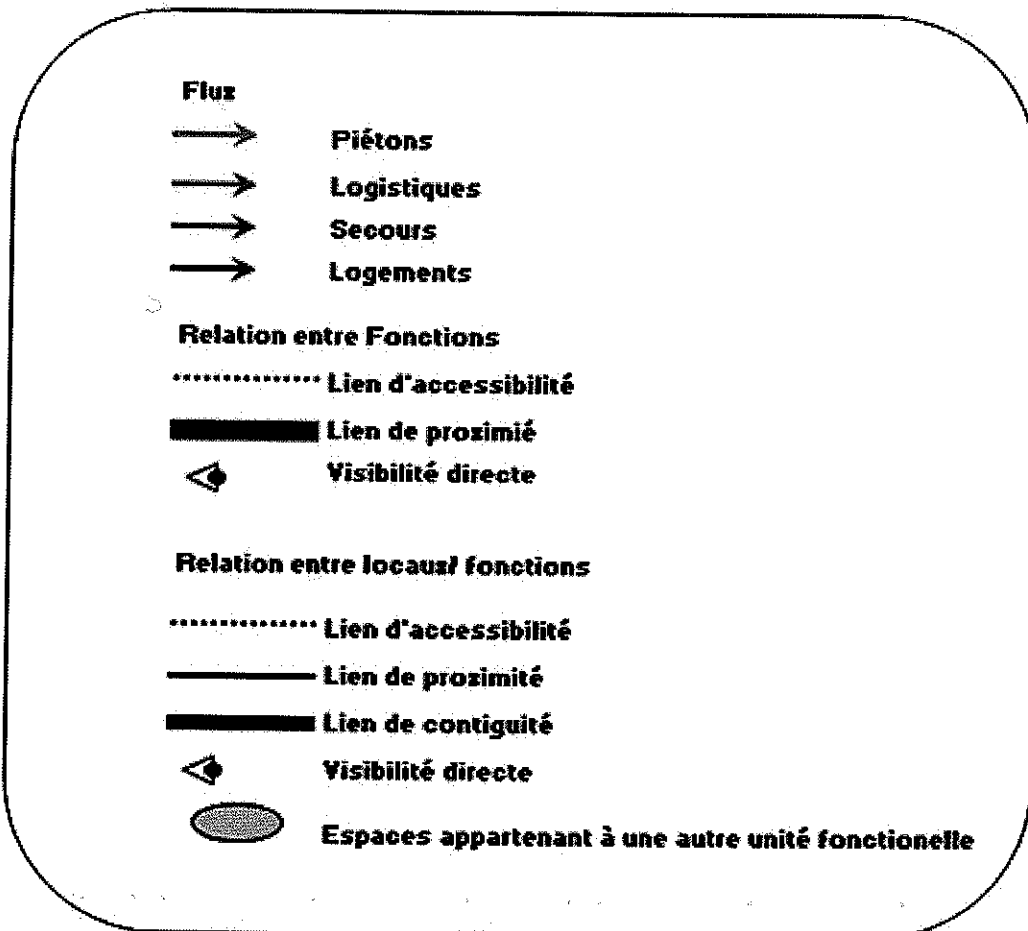 Flux
Piétons
Logistiques
Secours
Logements
Relation entre Fonctions
Lien d'accessibilité
Lien de proximié
Visibilité directe
Relation entre locaux/ fonctions
Lien d'accessibilité
Lien de proximité
Lien de contiguité
Visibilité directe
Espaces appartenant à une autre unité fonctionelle